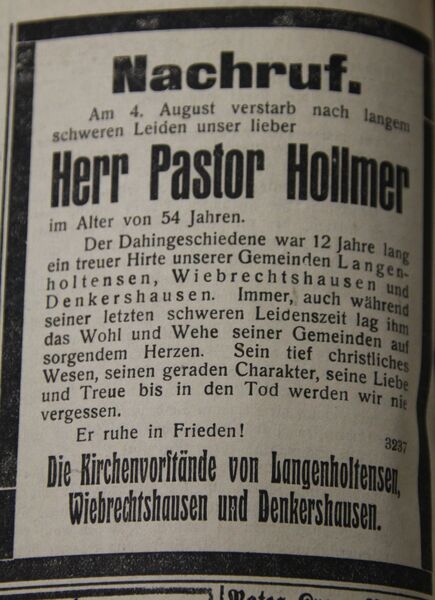 Nachruf.
Am 4. August verstarb nach langem
schweren Leiden unser lieber
Herr Pastor Hollmer
im Alter von 54 Jahren.
Der Dahingeschiedene war 12 Jahre lang
ein treuer Hirte unserer Gemeinden Langen-
holtensen, Wiebrechtshausen und
Denkershausen. Immer, auch während
seiner letzten schweren Leidenszeit lag ihm
das Wohl und Wehe seiner Gemeinden auf
sorgendem Herzen. Sein tief christliches
Wesen, seinen geraden Charakter, seine Liebe
und Treue bis in den Tod werden wir nie
vergessen.
Er ruhe in Frieden!
3237
Die Kirchenvorstände von Langenholtensen,
Wiebrechtshausen und Denkershausen.